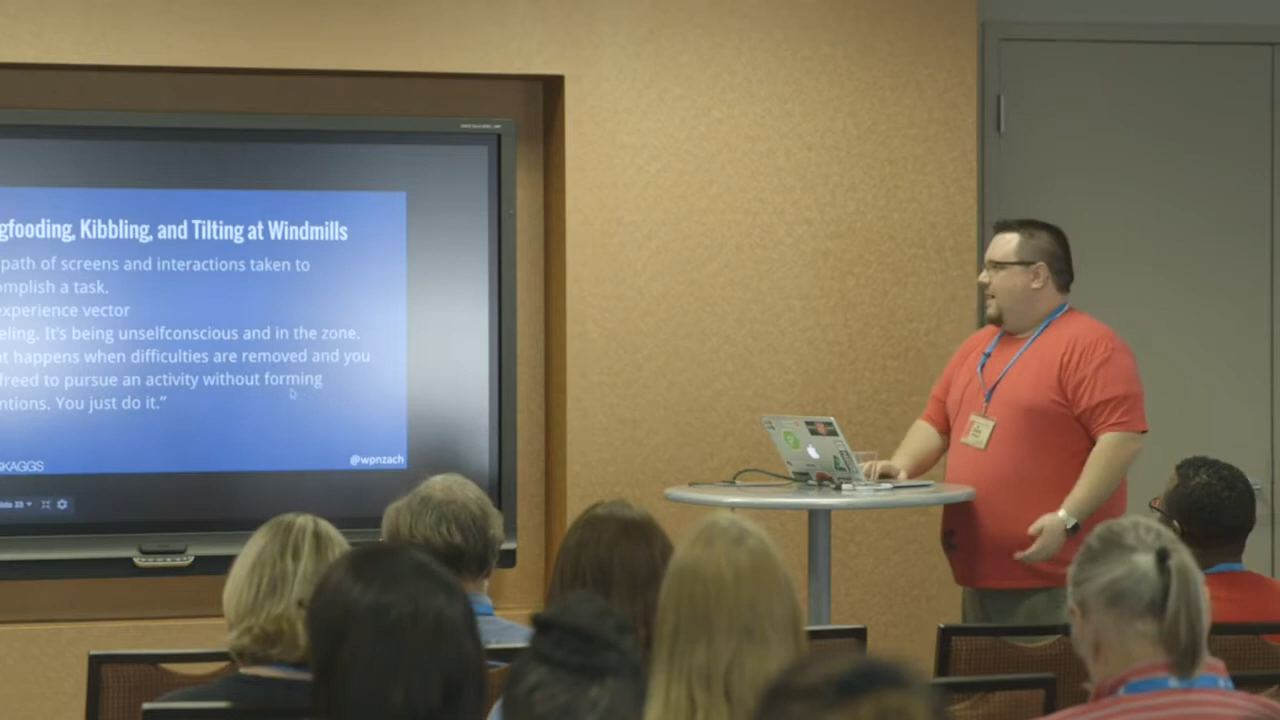 gfooding, Kibbling, and Tilting at Windmills
path of screens and interactions taken to
omplish a task.
experience vector
eling. It's being unselfconscious and in the zone.
t happens when difficulties are removed and you
freed to pursue an activity without forming
ntions. You just do it."
KAGGS
@wpnzach